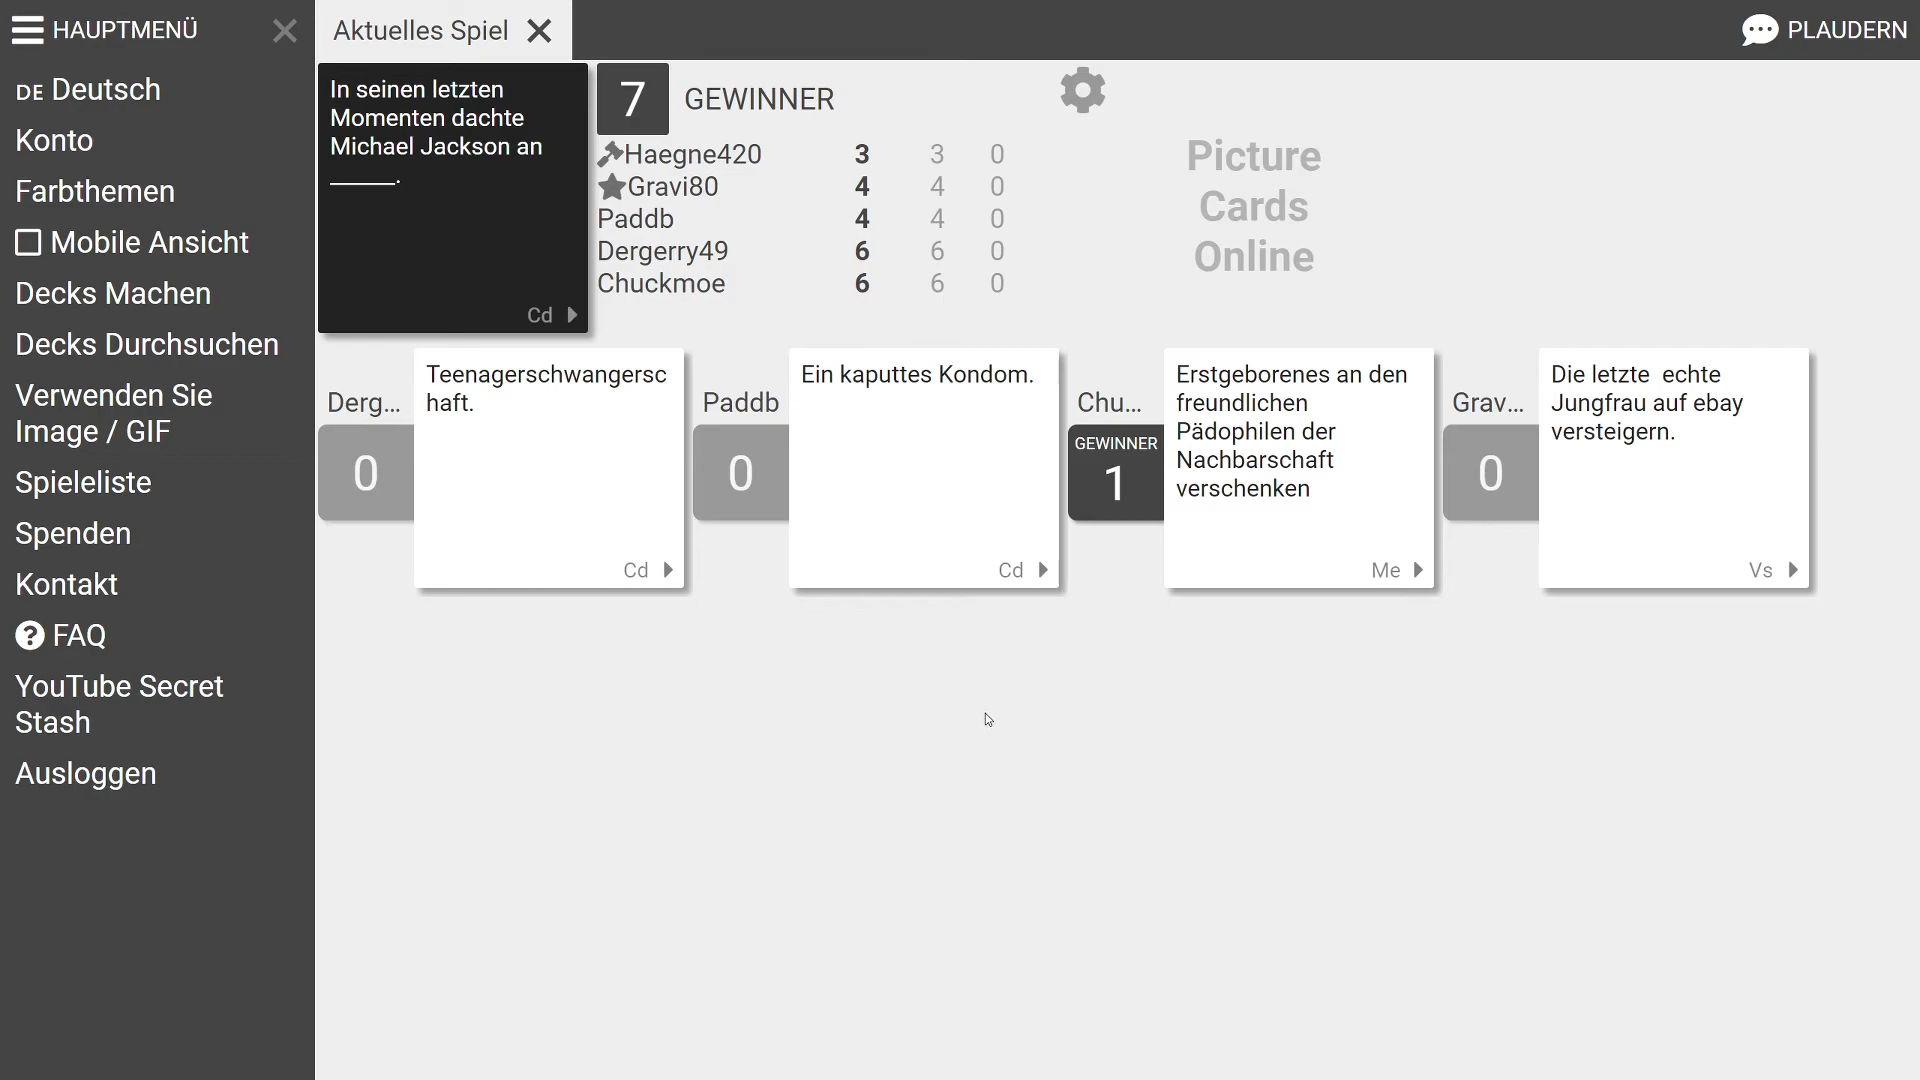 HAUPTMENÜ
Aktuelles Spiel
PLAUDERN
DE Deutsch
Konto
Farbthemen
Mobile Ansicht
Decks Machen
Decks Durchsuchen
Verwenden Sie
Image / GIF
Spieleliste
Spenden
Kontakt
? FAQ
YouTube Secret
Stash
Ausloggen
In seinen letzten
Momenten dachte
Michael Jackson an
_____.
Cd
7 GEWINNER
Haegne420 3 3 0
Gravi80 4 4 0
Paddb 4 4 0
Dergerry49 6 6 0
Chuckmoe 6 6 0
Picture
Cards
Online
Derg...
0
Teenagerschwangersc
haft.
Cd
Paddb
0
Ein kaputtes Kondom.
Cd
Chu...
GEWINNER
1
Erstgeborenes an den
freundlichen
Pädophilen der
Nachbarschaft
verschenken
Me
Grav...
0
Die letzte  echte
Jungfrau auf ebay
versteigern.
Vs